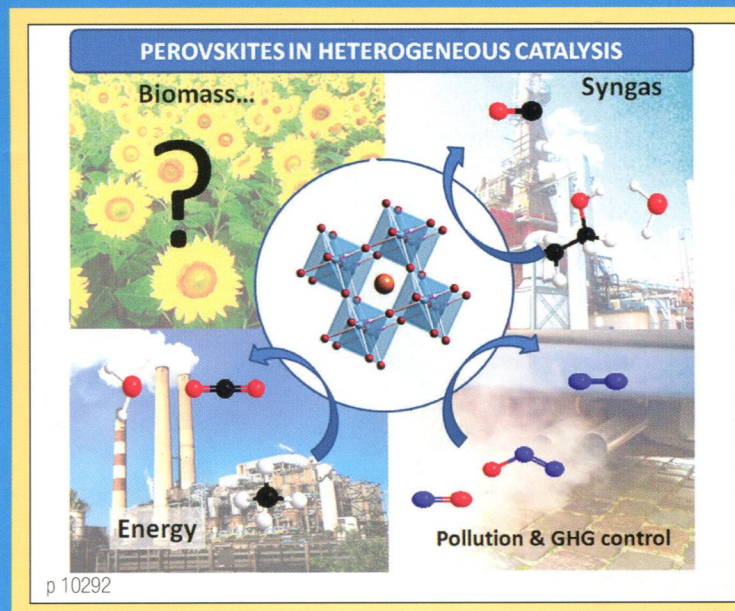 PEROVSKITES IN HETEROGENEOUS CATALYSIS
Biomass...
Syngas
?
Energy
Pollution & GHG control
p 10292